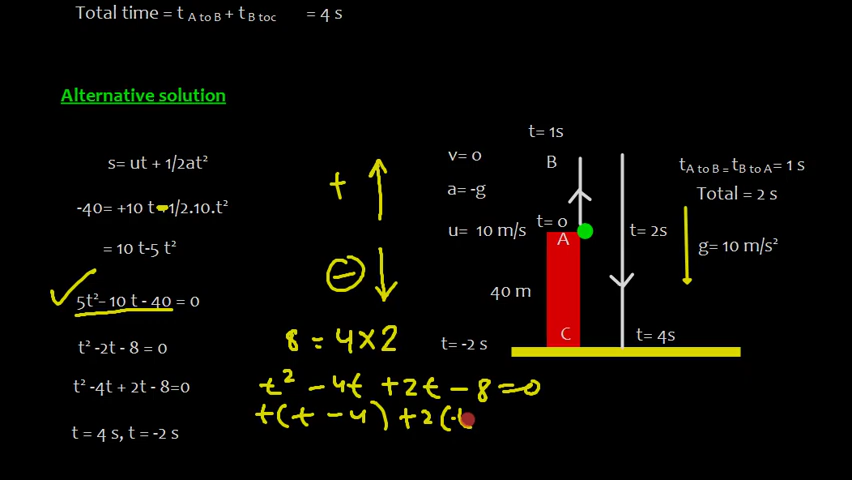 Total time = t A to B + t B toc = 4 s
Alternative solution
s= ut + 1/2at²
-40= +10 t-1/2.10.t²
= 10 t-5 t²
5t²- 10 t - 40 = 0
t² -2t - 8 = 0
t² -4t + 2t - 8=0
t = 4 s, t = -2 s
+
-
8 = 4 x 2
t² - 4t + 2t - 8 = 0
t(t - 4) + 2(t
t= 1s
v= 0
B
a= -g
t= 0
u= 10 m/s
A
t= 2s
40 m
C
t= -2 s
t= 4s
t A to B = t B to A = 1 s
Total = 2 s
g= 10 m/s²